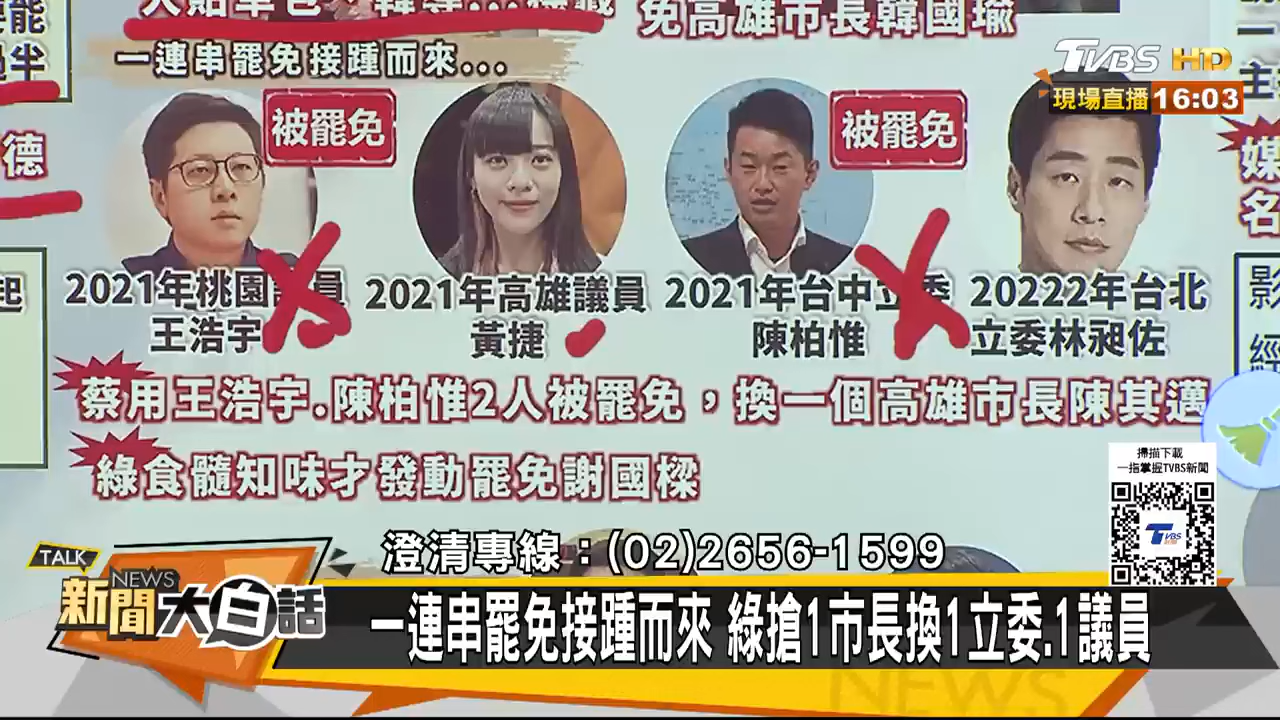 免高雄市長韓國瑜
一連串罷免接踵而來...
TVBS HD
現場直播 16:03
被罷免
被罷免
德
媒
名
2021年桃園議員
王浩宇
2021年高雄議員
黃捷
2021年台中立委
陳柏惟
20222年台北
立委林昶佐
起
蔡用王浩宇.陳柏惟2人被罷免，換一個高雄市長陳其邁
綠食髓知味才發動罷免謝國樑
掃描下載
一指掌握TVBS新聞
TVBS
新聞
澄清專線：(02)2656-1599
TALK
NEWS
新聞大白話
一連串罷免接踵而來 綠搶1市長換1立委.1議員
NEWS